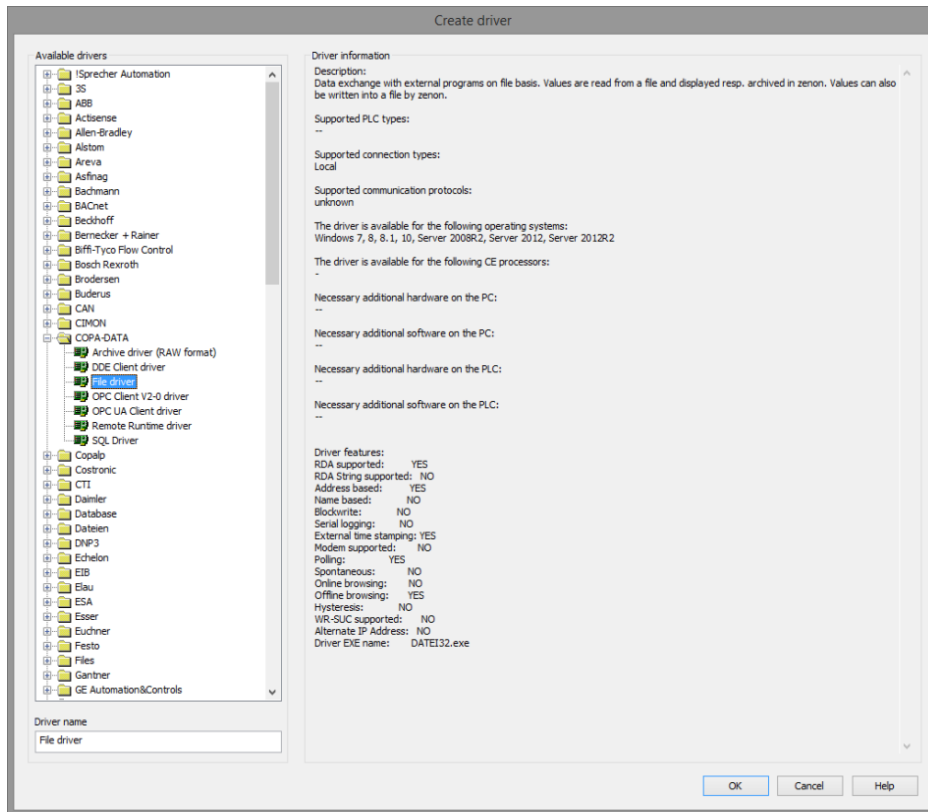 Create driver
Available drivers
!Sprecher Automation
3S
ABB
Actisense
Allen-Bradley
Alstom
Areva
Asfinag
Bachmann
BACnet
Beckhoff
Bernecker + Rainer
Biffi-Tyco Flow Control
Bosch Rexroth
Brodersen
Buderus
CAN
CIMON
COPA-DATA
Archive driver (RAW format)
DDE Client driver
File driver
OPC Client V2-0 driver
OPC UA Client driver
Remote Runtime driver
SQL Driver
Copalp
Costronic
CTI
Daimler
Database
Dateien
DNP3
Echelon
EIB
Elau
ESA
Esser
Euchner
Festo
Files
Gantner
GE Automation&Controls
Driver name
File driver
Driver information
Description:
Data exchange with external programs on file basis. Values are read from a file and displayed resp. archived in zenon. Values can also
be written into a file by zenon.
Supported PLC types:
--
Supported connection types:
Local
Supported communication protocols:
unknown
The driver is available for the following operating systems:
Windows 7, 8, 8.1, 10, Server 2008R2, Server 2012, Server 2012R2
The driver is available for the following CE processors:
-
Necessary additional hardware on the PC:
--
Necessary additional software on the PC:
--
Necessary additional hardware on the PLC:
--
Necessary additional software on the PLC:
--
Driver features:
RDA supported: YES
RDA String supported: NO
Address based: YES
Name based: NO
Blockwrite: NO
Serial logging: NO
External time stamping: YES
Modem supported: NO
Polling: YES
Spontaneous: NO
Online browsing: NO
Offline browsing: YES
Hysteresis: NO
WR-SUC supported: NO
Alternate IP Address: NO
Driver EXE name: DATEI32.exe
OK
Cancel
Help